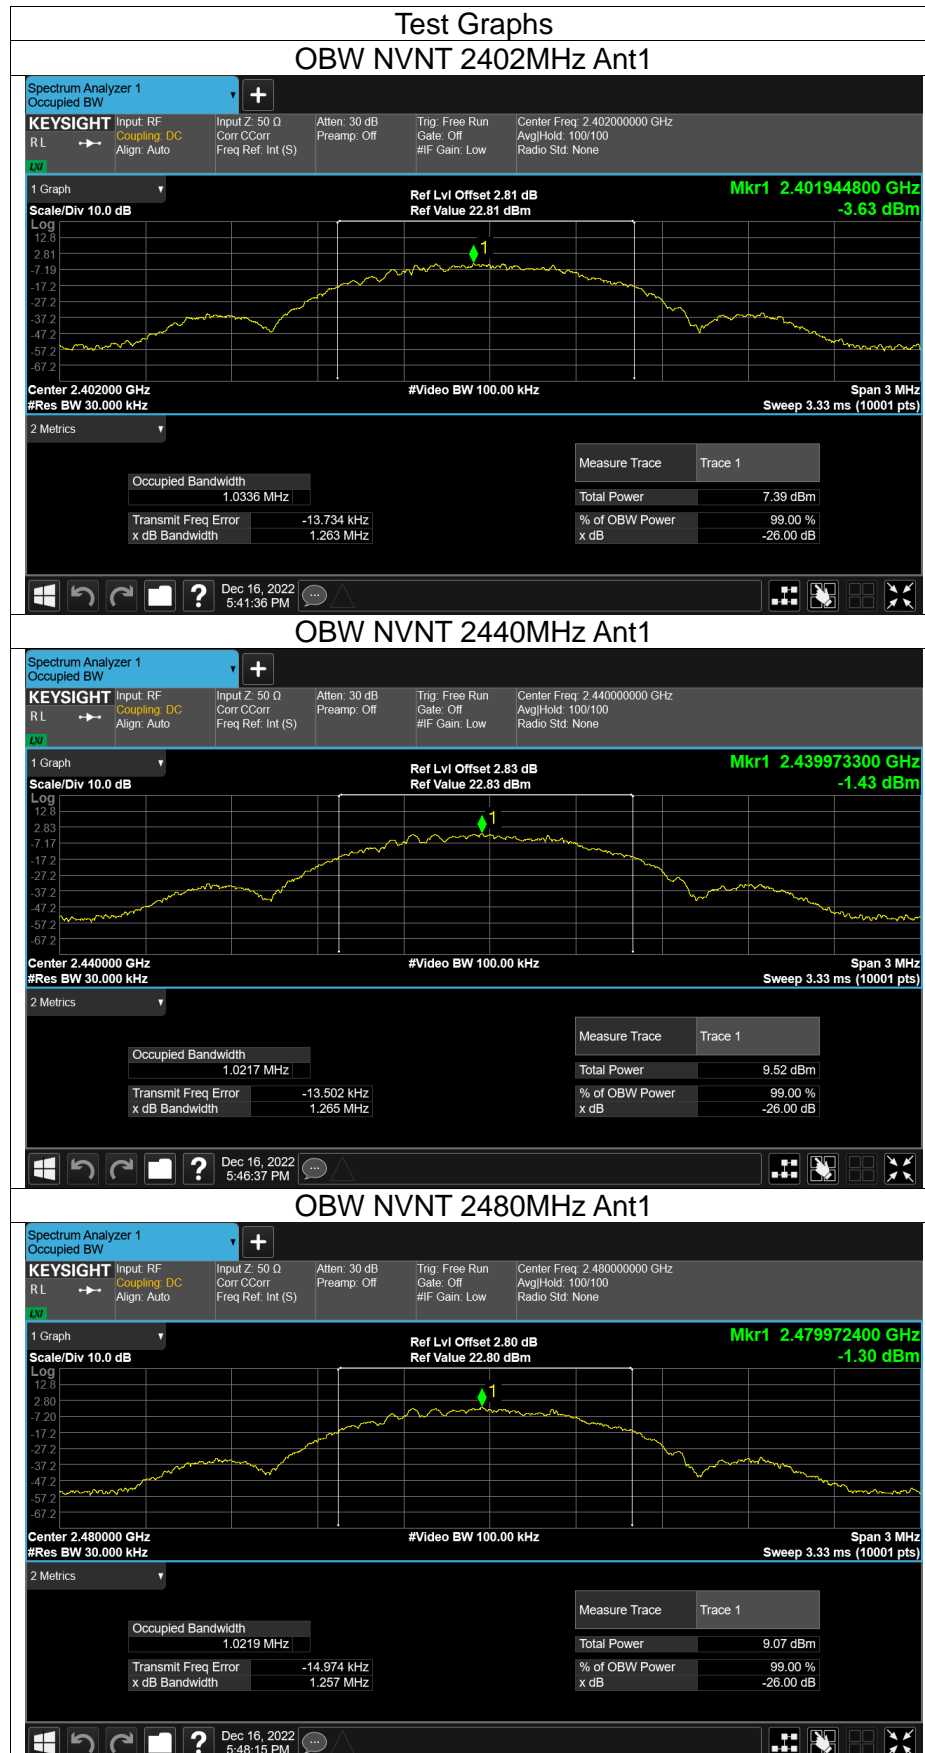 Test Graphs
OBW NVNT 2402MHz Ant1
Spectrum Analyzer 1
Occupied BW
KEYSIGHT Input: RF Input Z: 50 Ω Atten: 30 dB Trig: Free Run Center Freq: 2.402000000 GHz
RL Coupling: DC Corr CCorr Preamp: Off Gate: Off Avg|Hold: 100/100
Align: Auto Freq Ref: Int (S) #IF Gain: Low Radio Std: None
LXI
1 Graph Ref Lvl Offset 2.81 dB Mkr1 2.401944800 GHz
Scale/Div 10.0 dB Ref Value 22.81 dBm -3.63 dBm
Log
12.8
1
2.81
-7.19
-17.2
-27.2
-37.2
-47.2
-57.2
-67.2
Center 2.402000 GHz #Video BW 100.00 kHz Span 3 MHz
#Res BW 30.000 kHz Sweep 3.33 ms (10001 pts)
2 Metrics
Measure Trace Trace 1
Occupied Bandwidth
1.0336 MHz Total Power 7.39 dBm
Transmit Freq Error -13.734 kHz % of OBW Power 99.00 %
x dB Bandwidth 1.263 MHz x dB -26.00 dB
Dec 16, 2022
5:41:36 PM
OBW NVNT 2440MHz Ant1
Spectrum Analyzer 1
Occupied BW
KEYSIGHT Input: RF Input Z: 50 Ω Atten: 30 dB Trig: Free Run Center Freq: 2.440000000 GHz
RL Coupling: DC Corr CCorr Preamp: Off Gate: Off Avg|Hold: 100/100
Align: Auto Freq Ref: Int (S) #IF Gain: Low Radio Std: None
LXI
1 Graph Ref Lvl Offset 2.83 dB Mkr1 2.439973300 GHz
Scale/Div 10.0 dB Ref Value 22.83 dBm -1.43 dBm
Log
12.8
1
2.83
-7.17
-17.2
-27.2
-37.2
-47.2
-57.2
-67.2
Center 2.440000 GHz #Video BW 100.00 kHz Span 3 MHz
#Res BW 30.000 kHz Sweep 3.33 ms (10001 pts)
2 Metrics
Measure Trace Trace 1
Occupied Bandwidth
1.0217 MHz Total Power 9.52 dBm
Transmit Freq Error -13.502 kHz % of OBW Power 99.00 %
x dB Bandwidth 1.265 MHz x dB -26.00 dB
Dec 16, 2022
5:46:37 PM
OBW NVNT 2480MHz Ant1
Spectrum Analyzer 1
Occupied BW
KEYSIGHT Input: RF Input Z: 50 Ω Atten: 30 dB Trig: Free Run Center Freq: 2.480000000 GHz
RL Coupling: DC Corr CCorr Preamp: Off Gate: Off Avg|Hold: 100/100
Align: Auto Freq Ref: Int (S) #IF Gain: Low Radio Std: None
LXI
1 Graph Ref Lvl Offset 2.80 dB Mkr1 2.479972400 GHz
Scale/Div 10.0 dB Ref Value 22.80 dBm -1.30 dBm
Log
12.8
1
2.80
-7.20
-17.2
-27.2
-37.2
-47.2
-57.2
-67.2
Center 2.480000 GHz #Video BW 100.00 kHz Span 3 MHz
#Res BW 30.000 kHz Sweep 3.33 ms (10001 pts)
2 Metrics
Measure Trace Trace 1
Occupied Bandwidth
1.0219 MHz Total Power 9.07 dBm
Transmit Freq Error -14.974 kHz % of OBW Power 99.00 %
x dB Bandwidth 1.257 MHz x dB -26.00 dB
Dec 16, 2022
5:48:15 PM